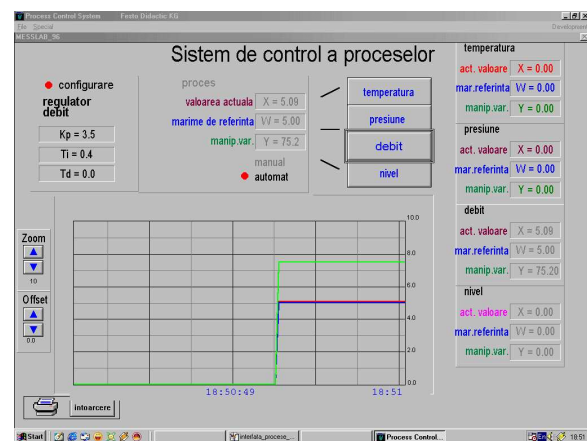 Process Control System Festo Didactic KG
File Special
Development
MESSLAB_96
Sistem de control a proceselor
configurare
regulator
debit
Kp = 3.5
Ti = 0.4
Td = 0.0
proces
valoarea actuala X = 5.09
marime de referinta W = 5.00
manip.var. Y = 75.2
manual
automat
temperatura
presiune
debit
nivel
temperatura
act. valoare X = 0.00
mar.referinta W = 0.00
manip.var. Y = 0.00
presiune
act. valoare X = 0.00
mar.referinta W = 0.00
manip.var. Y = 0.00
debit
act. valoare X = 5.09
mar.referinta W = 5.00
manip.var. Y = 75.20
nivel
act. valoare X = 0.00
mar.referinta W = 0.00
manip.var. Y = 0.00
Zoom
10
Offset
0.0
10.0
8.0
6.0
4.0
2.0
0.0
18:50:49
18:51
intoarcere
Start
interfata_procese_...
Process Control...
En
18:51